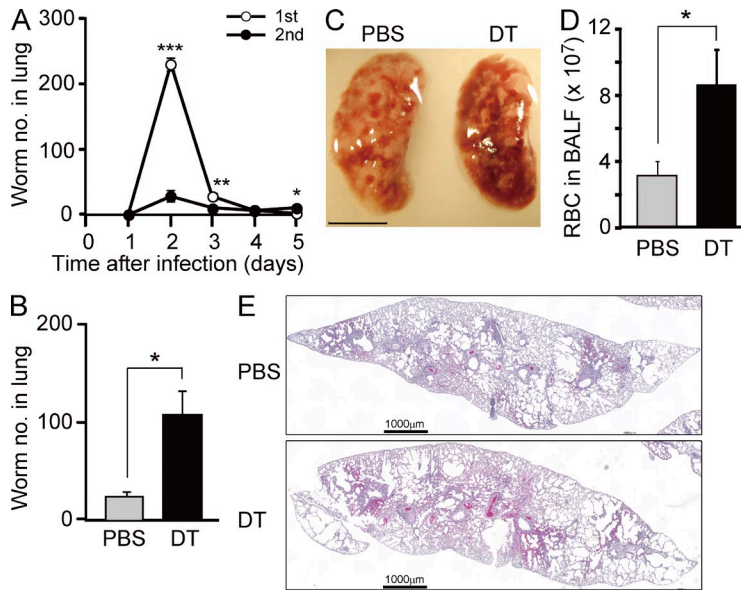 A
300
200
100
0
Worm no. in lung
1st
2nd
***
**
*
0 1 2 3 4 5
Time after infection (days)
B
200
100
0
Worm no. in lung
*
PBS DT
C
PBS DT
D
12
8
4
0
RBC in BALF (x 10⁷)
*
PBS DT
E
PBS
1000μm
DT
1000μm